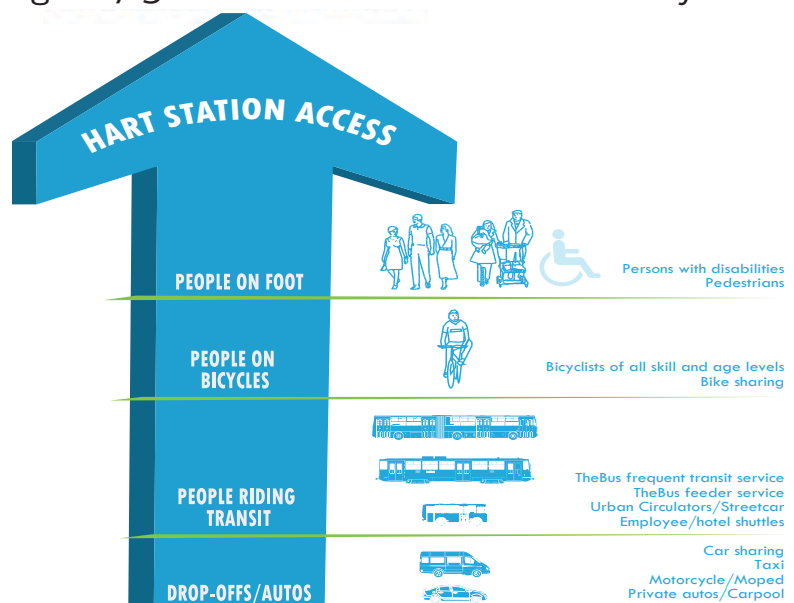 HART STATION ACCESS
PEOPLE ON FOOT
Persons with disabilities
Pedestrians
PEOPLE ON
BICYCLES
Bicyclists of all skill and age levels
Bike sharing
PEOPLE RIDING
TRANSIT
TheBus frequent transit service
TheBus feeder service
Urban Circulators/Streetcar
Employee/hotel shuttles
DROP-OFFS/AUTOS
Car sharing
Taxi
Motorcycle/Moped
Private autos/Carpool